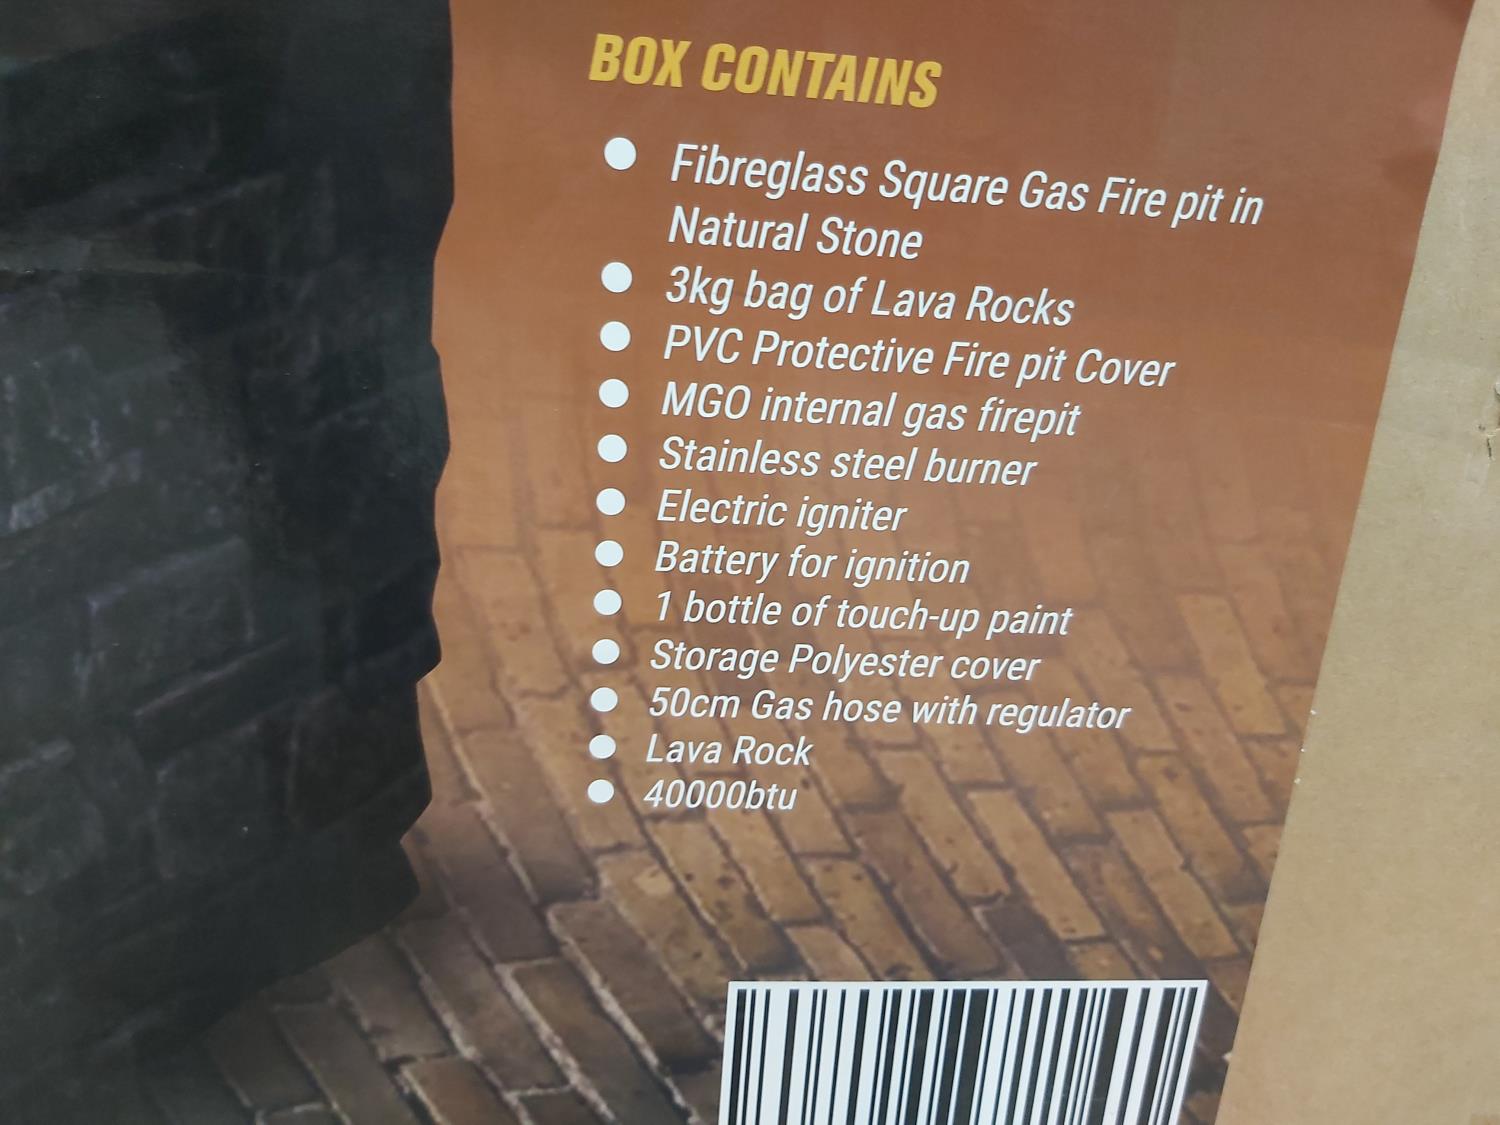 BOX CONTAINS
● Fibreglass Square Gas Fire pit in
Natural Stone
● 3kg bag of Lava Rocks
● PVC Protective Fire pit Cover
● MGO internal gas firepit
● Stainless steel burner
● Electric igniter
● Battery for ignition
● 1 bottle of touch-up paint
● Storage Polyester cover
● 50cm Gas hose with regulator
● Lava Rock
● 40000btu